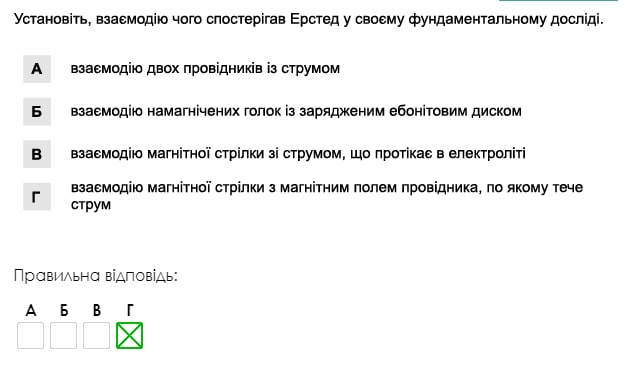 Установіть, взаємодію чого спостерігав Ерстед у своєму фундаментальному досліді.
А взаємодію двох провідників із струмом
Б взаємодію намагнічених голок із зарядженим ебонітовим диском
В взаємодію магнітної стрілки зі струмом, що протікає в електроліті
Г взаємодію магнітної стрілки з магнітним полем провідника, по якому тече
струм
Правильна відповідь:
А Б В Г